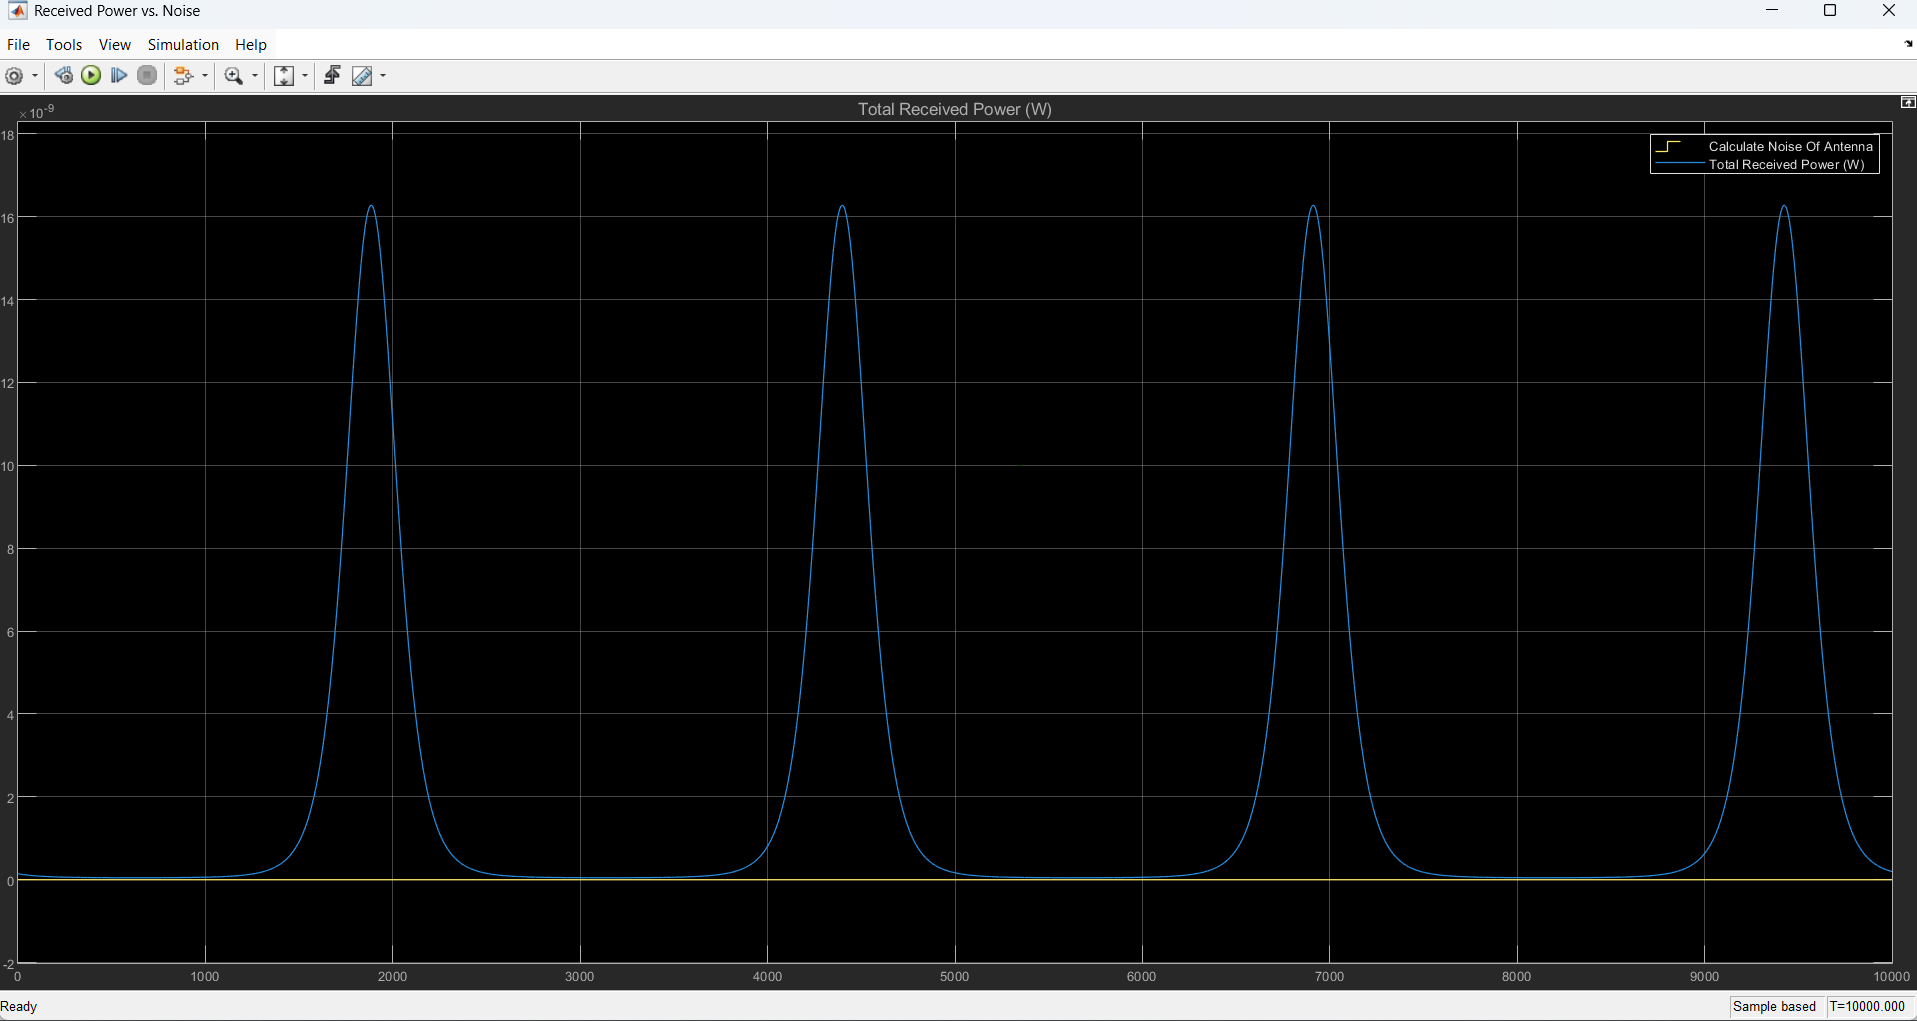 Received Power vs. Noise
File Tools View Simulation Help
×10-9
Total Received Power (W)
Calculate Noise Of Antenna
Total Received Power (W)
18
16
14
12
10
8
6
4
2
0
-2
0 1000 2000 3000 4000 5000 6000 7000 8000 9000 10000
Ready Sample based T=10000.000